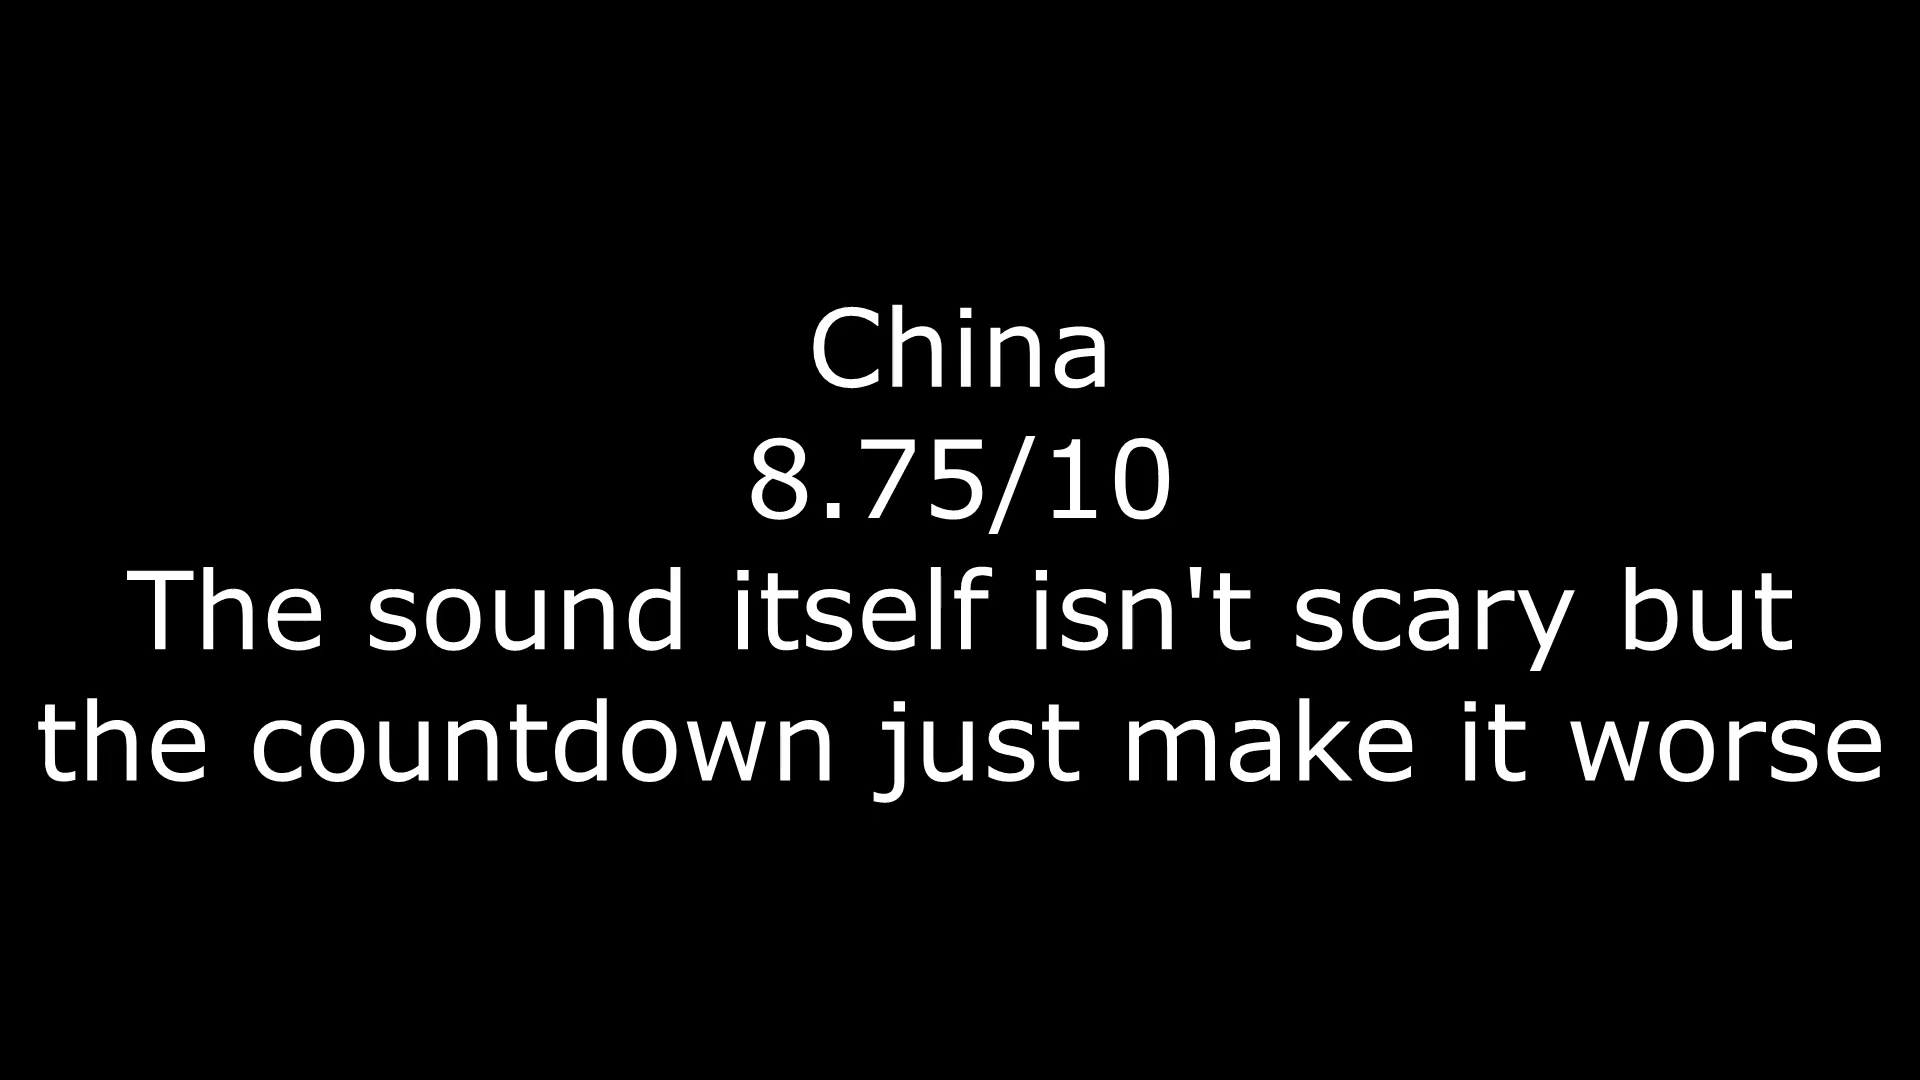 China
8.75/10
The sound itself isn't scary but
the countdown just make it worse